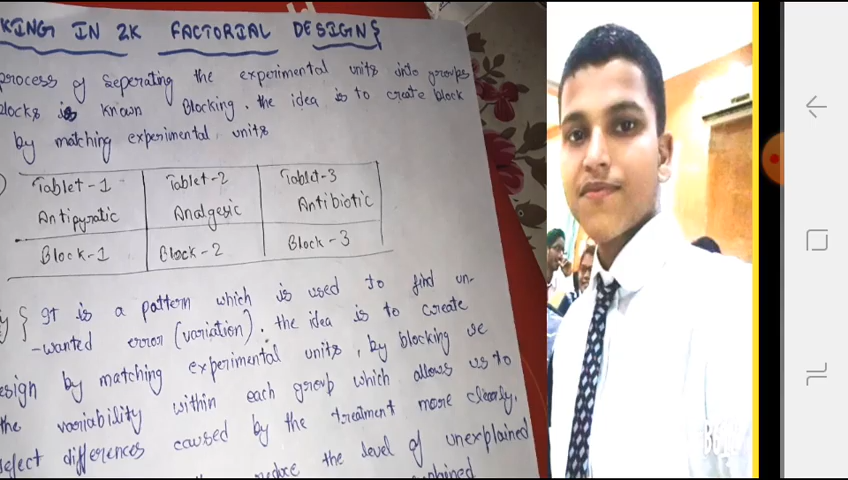 KING IN 2K FACTORIAL DESIGNS
process of seperating the experimental units into groups
blocks is known Blocking. the idea is to create block
by matching experimental units
Tablet-1 Tablet-2 Tablet-3
Antipyratic Analgesic Antibiotic
Block-1 Block-2 Block-3
It is a pattern which is used to find un-
-wanted error (variation). the idea is to create
esign by matching experimental units, by blocking we
the variability within each group which allows us to
differences caused by the treatment more clearly.
reduce the level of unexplained